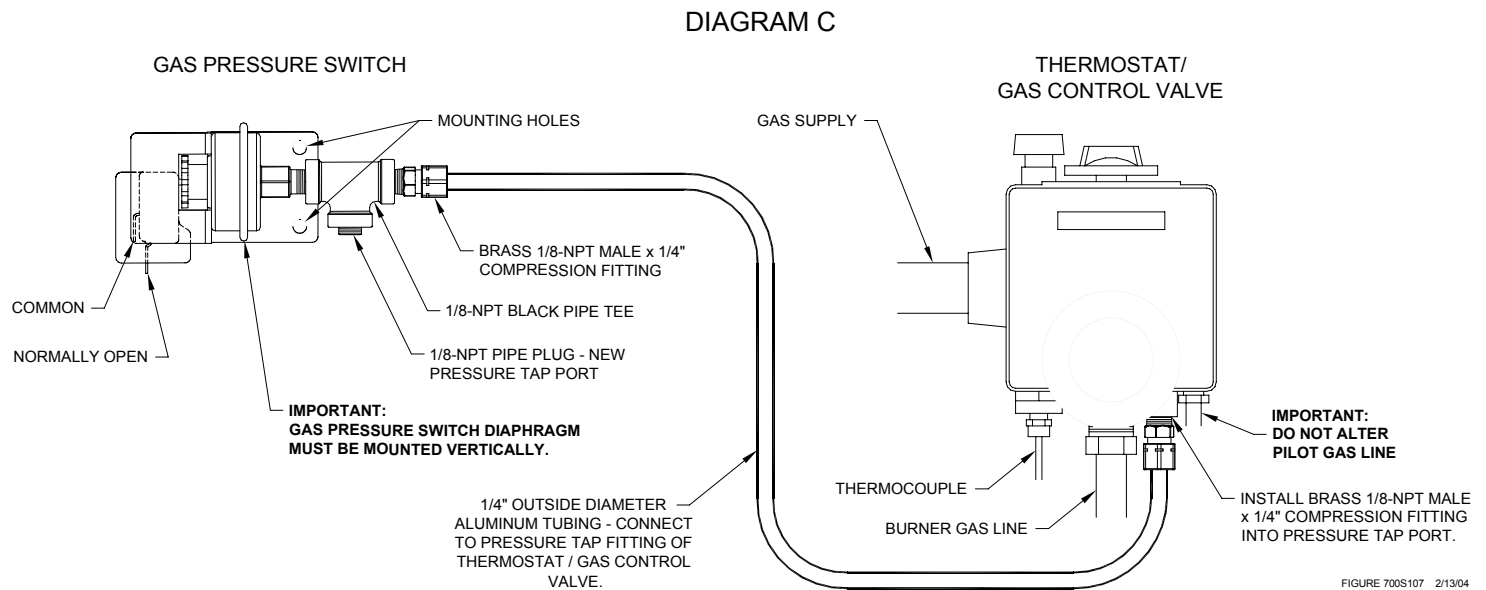 DIAGRAM C
GAS PRESSURE SWITCH
THERMOSTAT/
GAS CONTROL VALVE
MOUNTING HOLES
GAS SUPPLY
BRASS 1/8-NPT MALE x 1/4"
COMPRESSION FITTING
COMMON
1/8-NPT BLACK PIPE TEE
NORMALLY OPEN
1/8-NPT PIPE PLUG - NEW
PRESSURE TAP PORT
IMPORTANT:
GAS PRESSURE SWITCH DIAPHRAGM
MUST BE MOUNTED VERTICALLY.
IMPORTANT:
DO NOT ALTER
PILOT GAS LINE
THERMOCOUPLE
BURNER GAS LINE
1/4" OUTSIDE DIAMETER
ALUMINUM TUBING - CONNECT
TO PRESSURE TAP FITTING OF
THERMOSTAT / GAS CONTROL
VALVE.
INSTALL BRASS 1/8-NPT MALE
x 1/4" COMPRESSION FITTING
INTO PRESSURE TAP PORT.
FIGURE 700S107 2/13/04